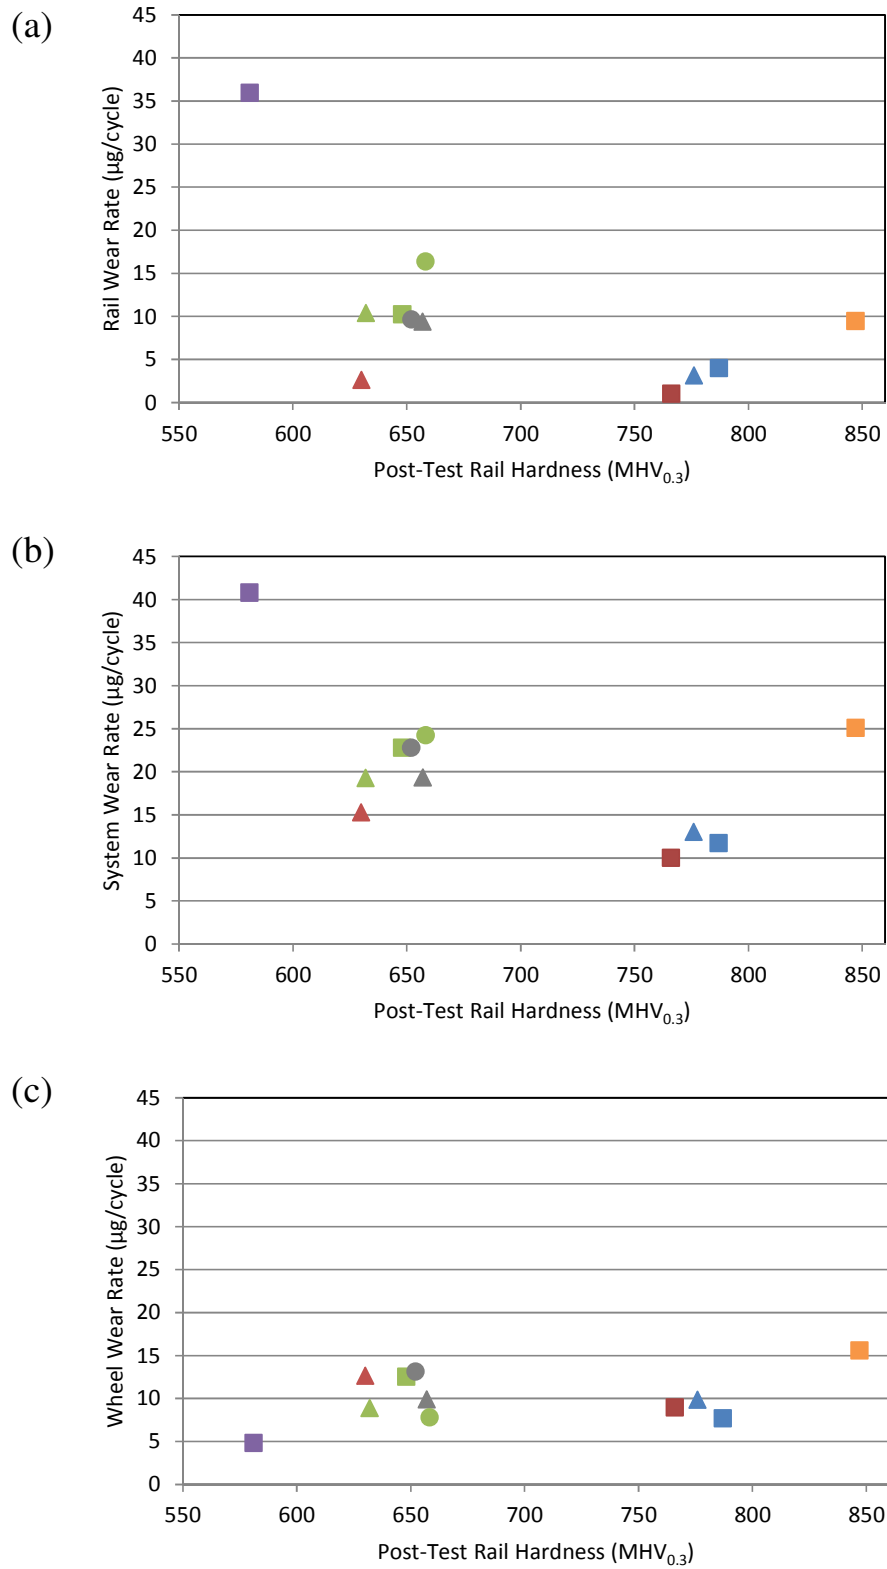 (a)
45
40
35
30
25
20
15
10
5
0
Rail Wear Rate (µg/cycle)
550 600 650 700 750 800 850
Post-Test Rail Hardness (MHV0.3)
(b)
45
40
35
30
25
20
15
10
5
0
System Wear Rate (µg/cycle)
550 600 650 700 750 800 850
Post-Test Rail Hardness (MHV0.3)
(c)
45
40
35
30
25
20
15
10
5
0
Wheel Wear Rate (µg/cycle)
550 600 650 700 750 800 850
Post-Test Rail Hardness (MHV0.3)